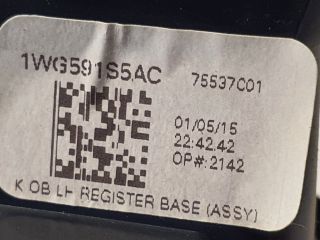 1WG591S5AC 75537C01
01/05/15
22:42.42
OP#:2142
K OB LH REGISTER BASE (ASSY)